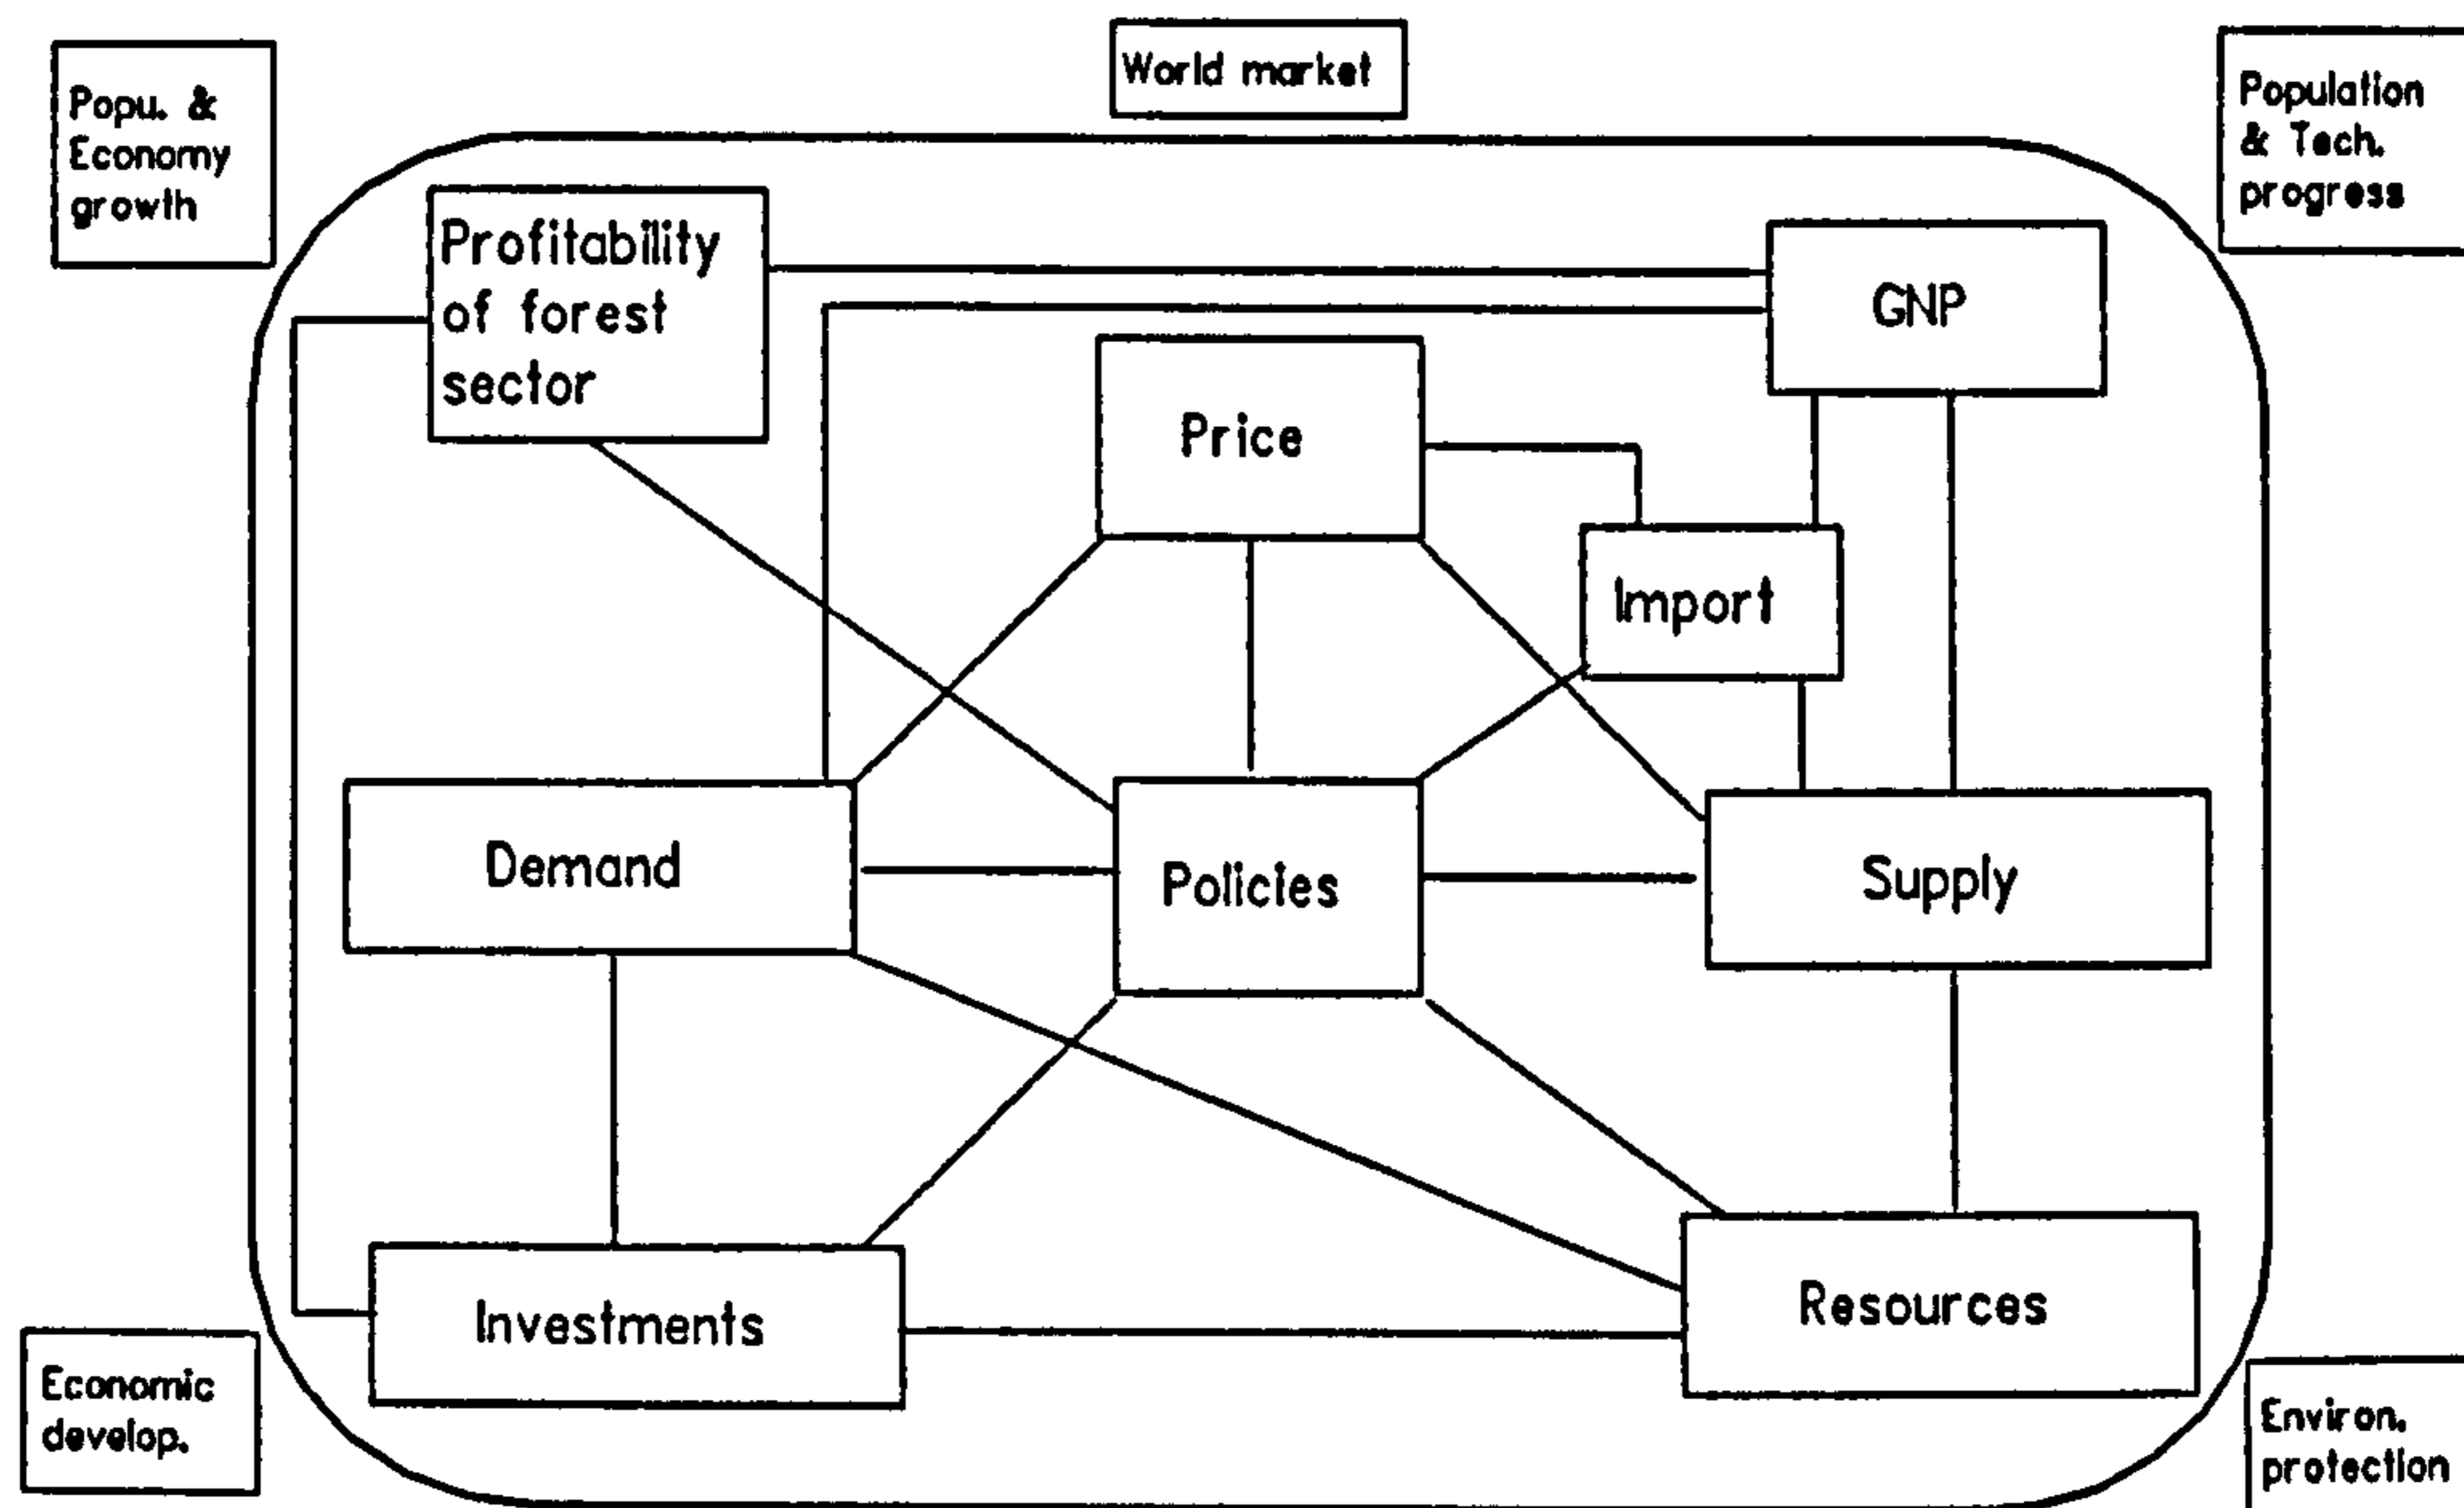 World market
Popu. &
Economy
growth
Population
& Tech.
progress
Profitability
of forest
sector
GNP
Price
Import
Demand
Policies
Supply
Investments
Resources
Economic
develop.
Environ.
protection